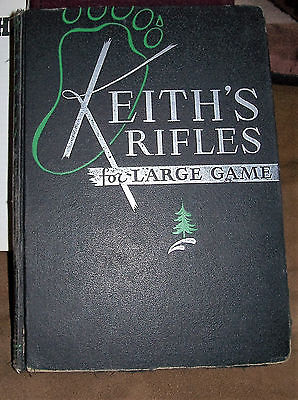 KEITH'S
RIFLES
for LARGE GAME